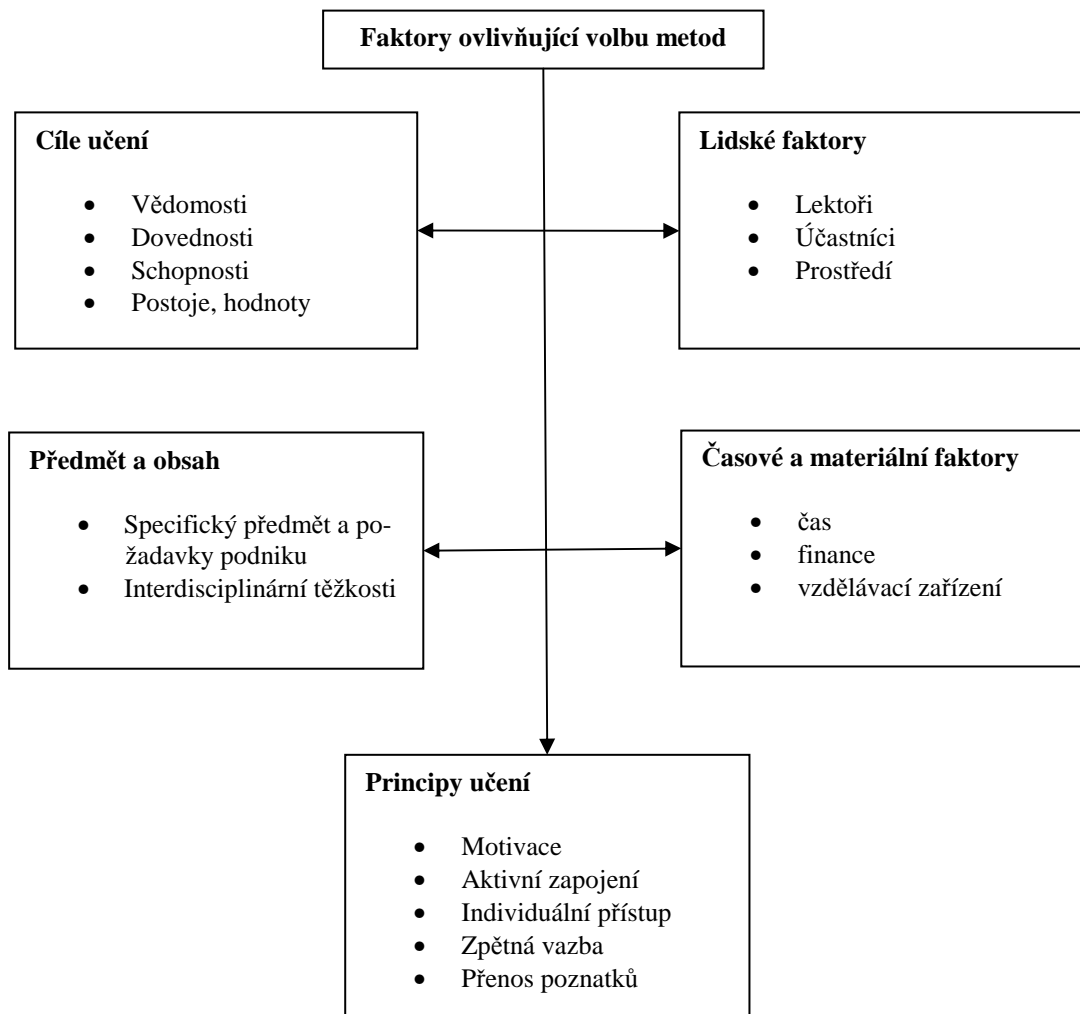 Faktory ovlivňující volbu metod
Cíle učení
• Vědomosti
• Dovednosti
• Schopnosti
• Postoje, hodnoty
Lidské faktory
• Lektoři
• Účastníci
• Prostředí
Předmět a obsah
• Specifický předmět a po-
žadavky podniku
• Interdisciplinární těžkosti
Časové a materiální faktory
• čas
• finance
• vzdělávací zařízení
Principy učení
• Motivace
• Aktivní zapojení
• Individuální přístup
• Zpětná vazba
• Přenos poznatků